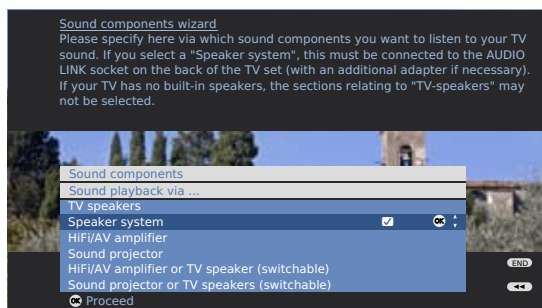 Sound components wizard
Please specify here via which sound components you want to listen to your TV
sound. If you select a "Speaker system", this must be connected to the AUDIO
LINK socket on the back of the TV set (with an additional adapter if necessary).
If your TV has no built-in speakers, the sections relating to "TV-speakers" may
not be selected.
Sound components
Sound playback via ...
TV speakers
Speaker system OK
HiFi/AV amplifier
Sound projector
HiFi/AV amplifier or TV speaker (switchable)
END
Sound projector or TV speakers (switchable)
OK Proceed